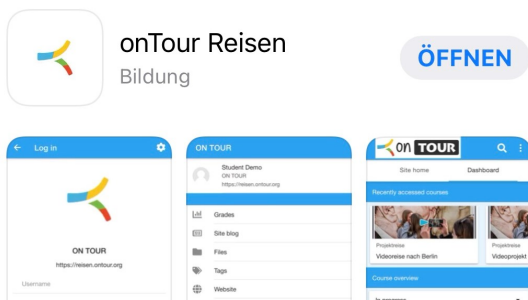 onTour Reisen
Bildung
ÖFFNEN
Log in
ON TOUR
https://reisen.ontour.org
Username
ON TOUR
Student Demo
ON TOUR
https://reisen.ontour.org
Grades
Site blog
Files
Tags
Website
on TOUR
Site home
Dashboard
Recently accessed courses
Projektreise
Videoreise nach Berlin
Projektreise
Videoprojekt
Course overview
In progress